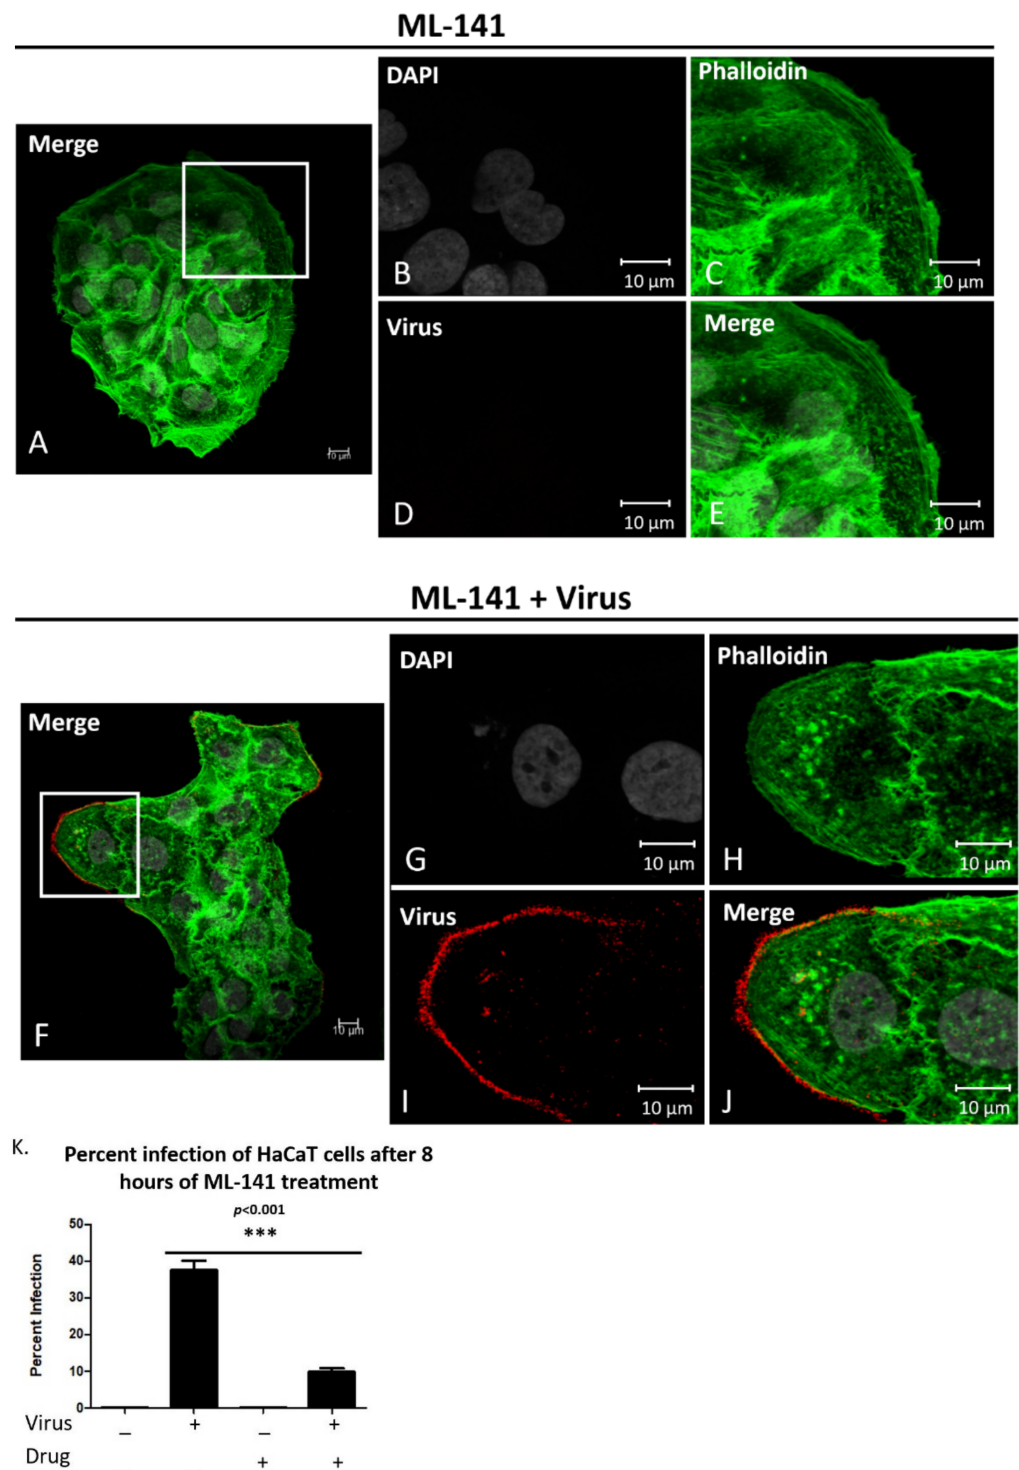 ML-141
Merge
A
10 µm
DAPI
B
10 µm
Phalloidin
C
10 µm
Virus
D
10 µm
Merge
E
10 µm
ML-141 + Virus
Merge
F
10 µm
DAPI
G
10 µm
Phalloidin
H
10 µm
Virus
I
10 µm
Merge
J
10 µm
K.
Percent infection of HaCaT cells after 8
hours of ML-141 treatment
p<0.001
***
Percent Infection
50
40
30
20
10
0
Virus – + – +
Drug + +